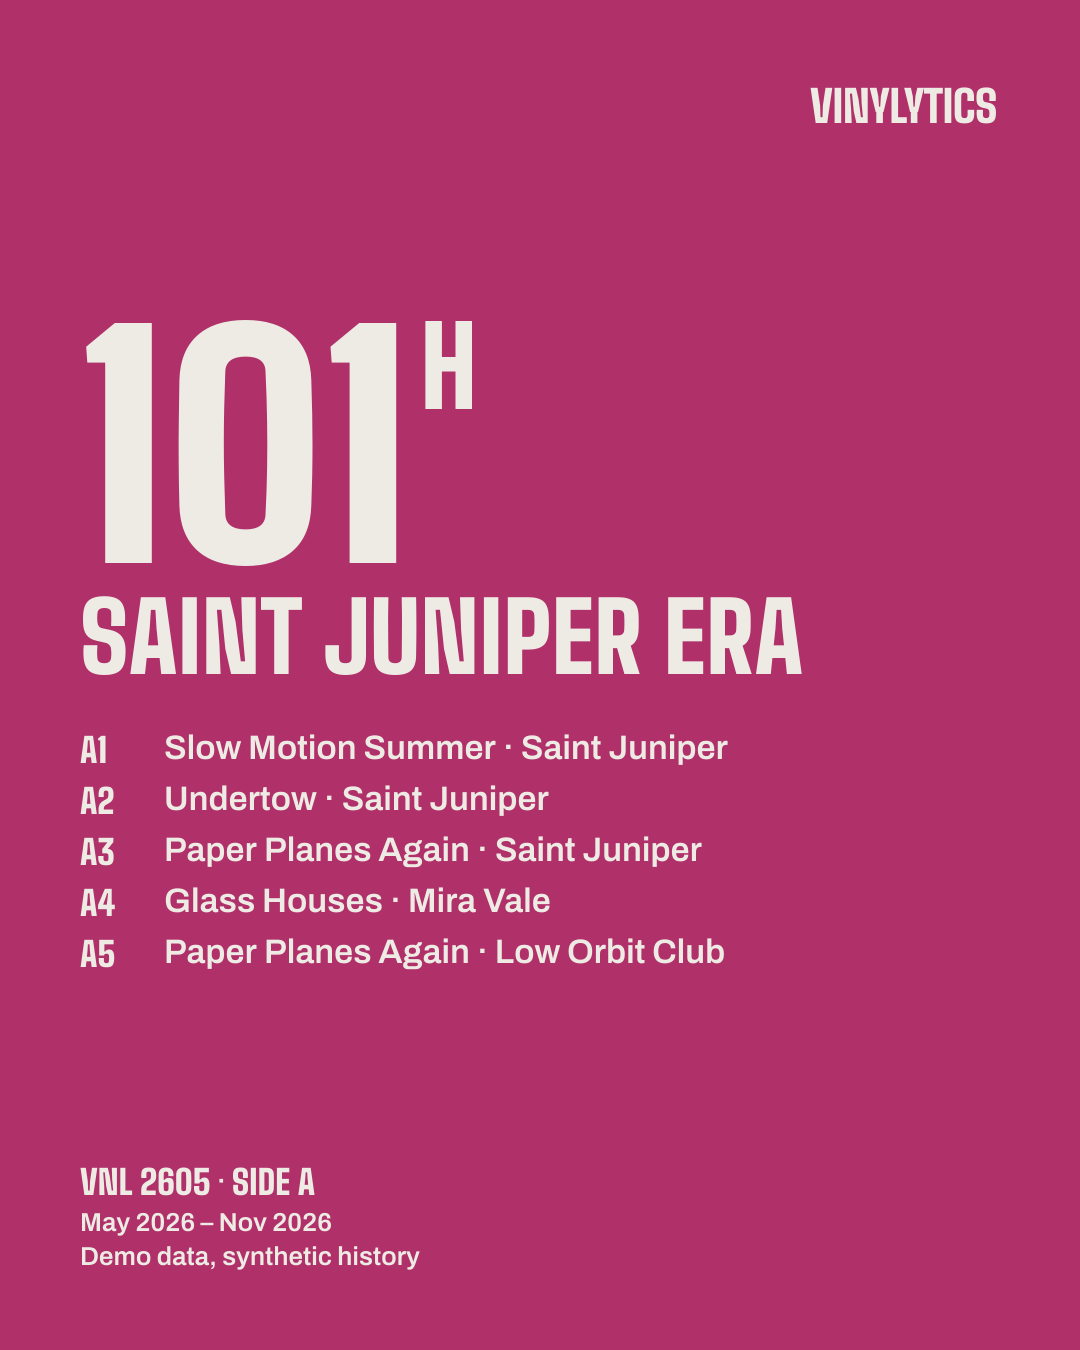 VINYLYTICS
101H
SAINT JUNIPER ERA
A1 Slow Motion Summer · Saint Juniper
A2 Undertow · Saint Juniper
A3 Paper Planes Again · Saint Juniper
A4 Glass Houses · Mira Vale
A5 Paper Planes Again · Low Orbit Club
VNL 2605 · SIDE A
May 2026 – Nov 2026
Demo data, synthetic history